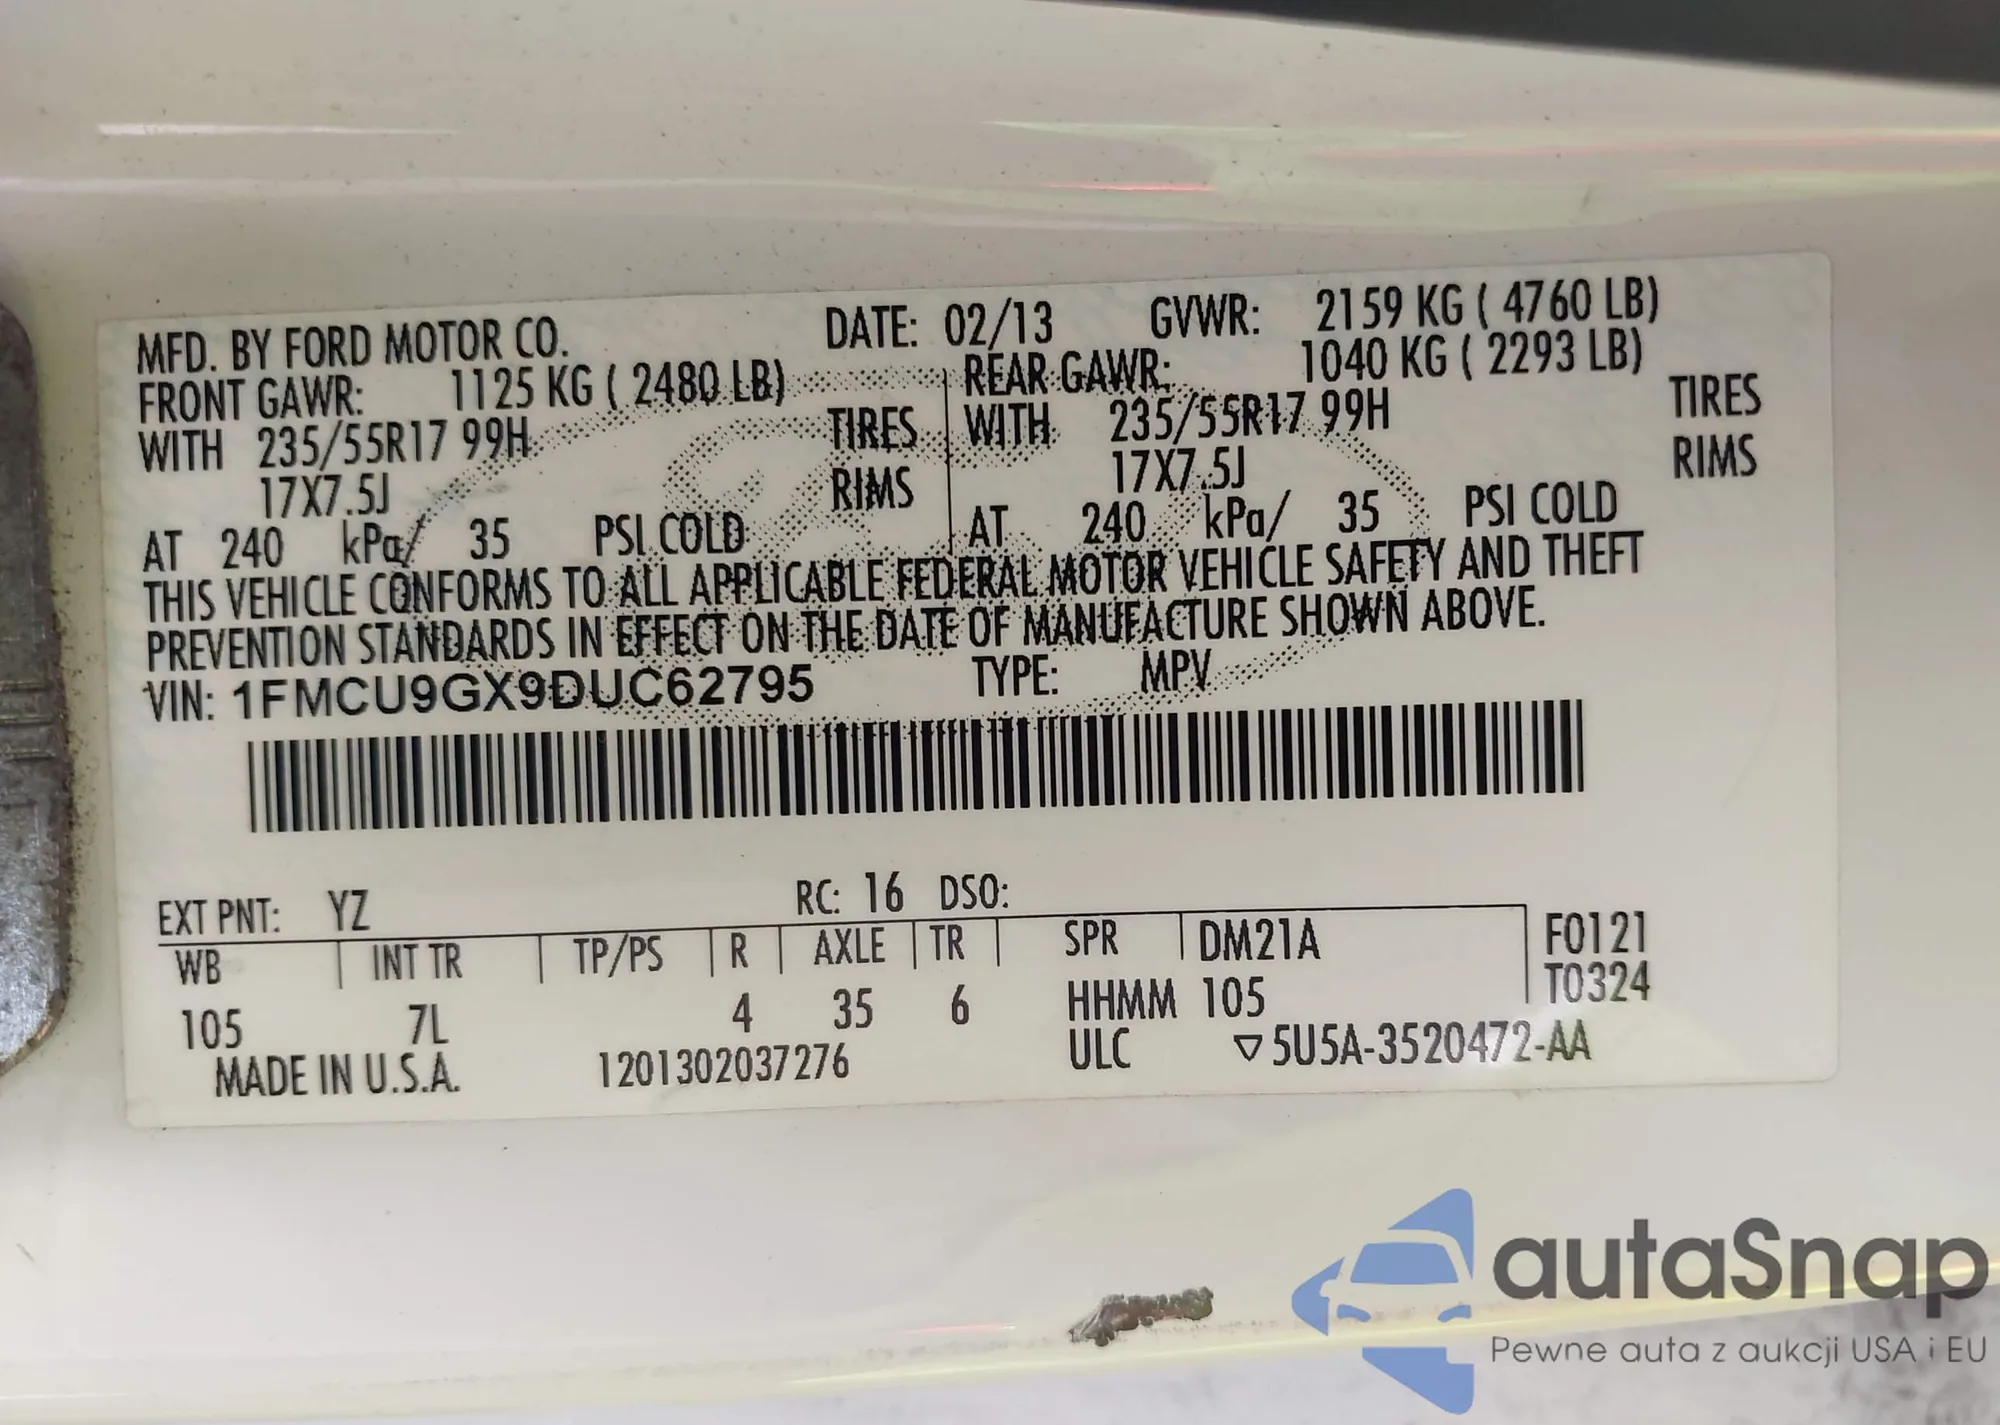 MFD. BY FORD MOTOR CO. DATE: 02/13 GVWR: 2159 KG ( 4760 LB)
FRONT GAWR: 1125 KG ( 2480 LB) REAR GAWR: 1040 KG ( 2293 LB)
WITH 235/55R17 99H TIRES WITH 235/55R17 99H TIRES
17X7.5J RIMS 17X7.5J RIMS
AT 240 kPa/ 35 PSI COLD AT 240 kPa/ 35 PSI COLD
THIS VEHICLE CONFORMS TO ALL APPLICABLE FEDERAL MOTOR VEHICLE SAFETY AND THEFT
PREVENTION STANDARDS IN EFFECT ON THE DATE OF MANUFACTURE SHOWN ABOVE.
VIN: 1FMCU9GX9DUC62795 TYPE: MPV
EXT PNT: YZ RC: 16 DSO:
WB INT TR TP/PS R AXLE TR SPR DM21A F0121
105 7L 4 35 6 HHMM 105 T0324
MADE IN U.S.A. 1201302037276 ULC ▽5U5A-3520472-AA
autaSnap
Pewne auta z aukcji USA i EU